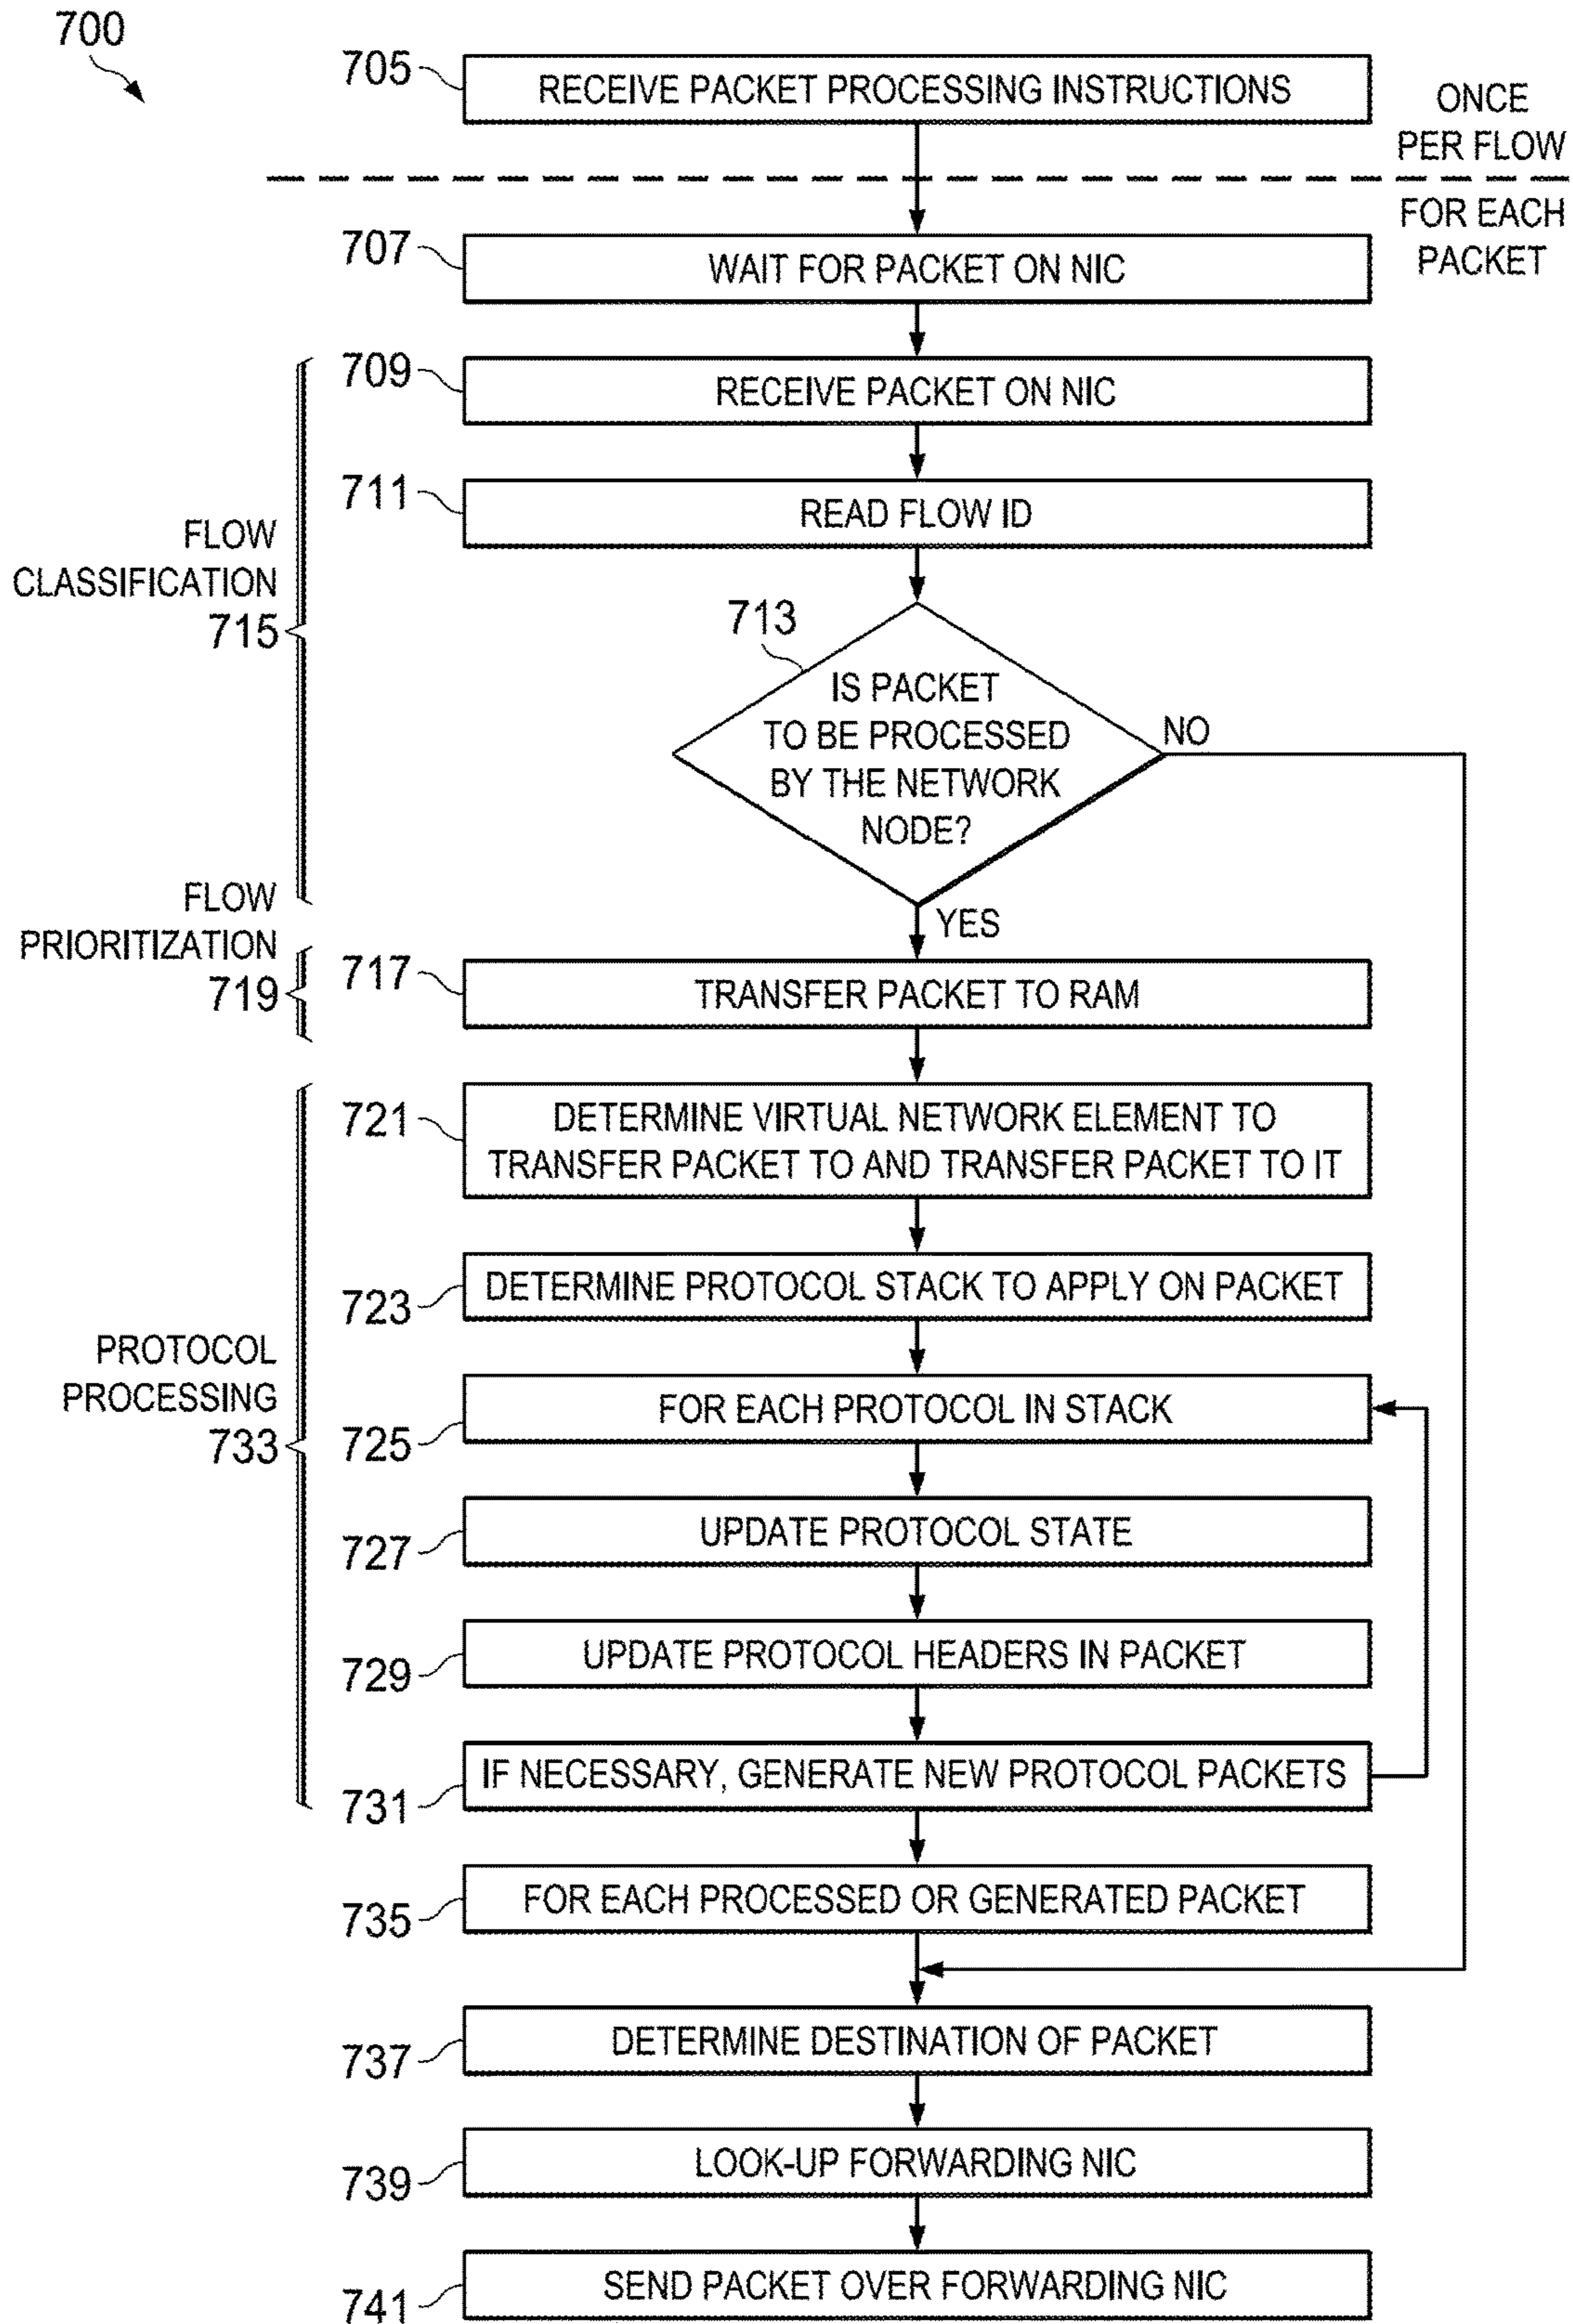 700
705
RECEIVE PACKET PROCESSING INSTRUCTIONS
ONCE
PER FLOW
FOR EACH
PACKET
707
WAIT FOR PACKET ON NIC
709
RECEIVE PACKET ON NIC
711
READ FLOW ID
FLOW
CLASSIFICATION
715
713
IS PACKET
TO BE PROCESSED
BY THE NETWORK
NODE?
NO
YES
FLOW
PRIORITIZATION
719
717
TRANSFER PACKET TO RAM
721
DETERMINE VIRTUAL NETWORK ELEMENT TO
TRANSFER PACKET TO AND TRANSFER PACKET TO IT
723
DETERMINE PROTOCOL STACK TO APPLY ON PACKET
PROTOCOL
PROCESSING
733
725
FOR EACH PROTOCOL IN STACK
727
UPDATE PROTOCOL STATE
729
UPDATE PROTOCOL HEADERS IN PACKET
731
IF NECESSARY, GENERATE NEW PROTOCOL PACKETS
735
FOR EACH PROCESSED OR GENERATED PACKET
737
DETERMINE DESTINATION OF PACKET
739
LOOK-UP FORWARDING NIC
741
SEND PACKET OVER FORWARDING NIC